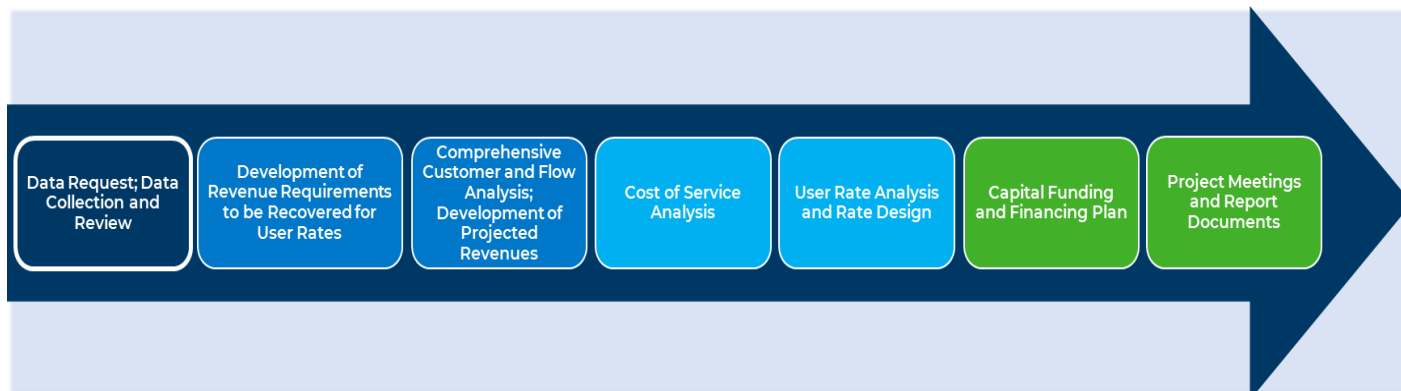 Data Request; Data
Collection and
Review
Development of
Revenue Requirements
to be Recovered for
User Rates
Comprehensive
Customer and Flow
Analysis;
Development of
Projected
Revenues
Cost of Service
Analysis
User Rate Analysis
and Rate Design
Capital Funding
and Financing Plan
Project Meetings
and Report
Documents